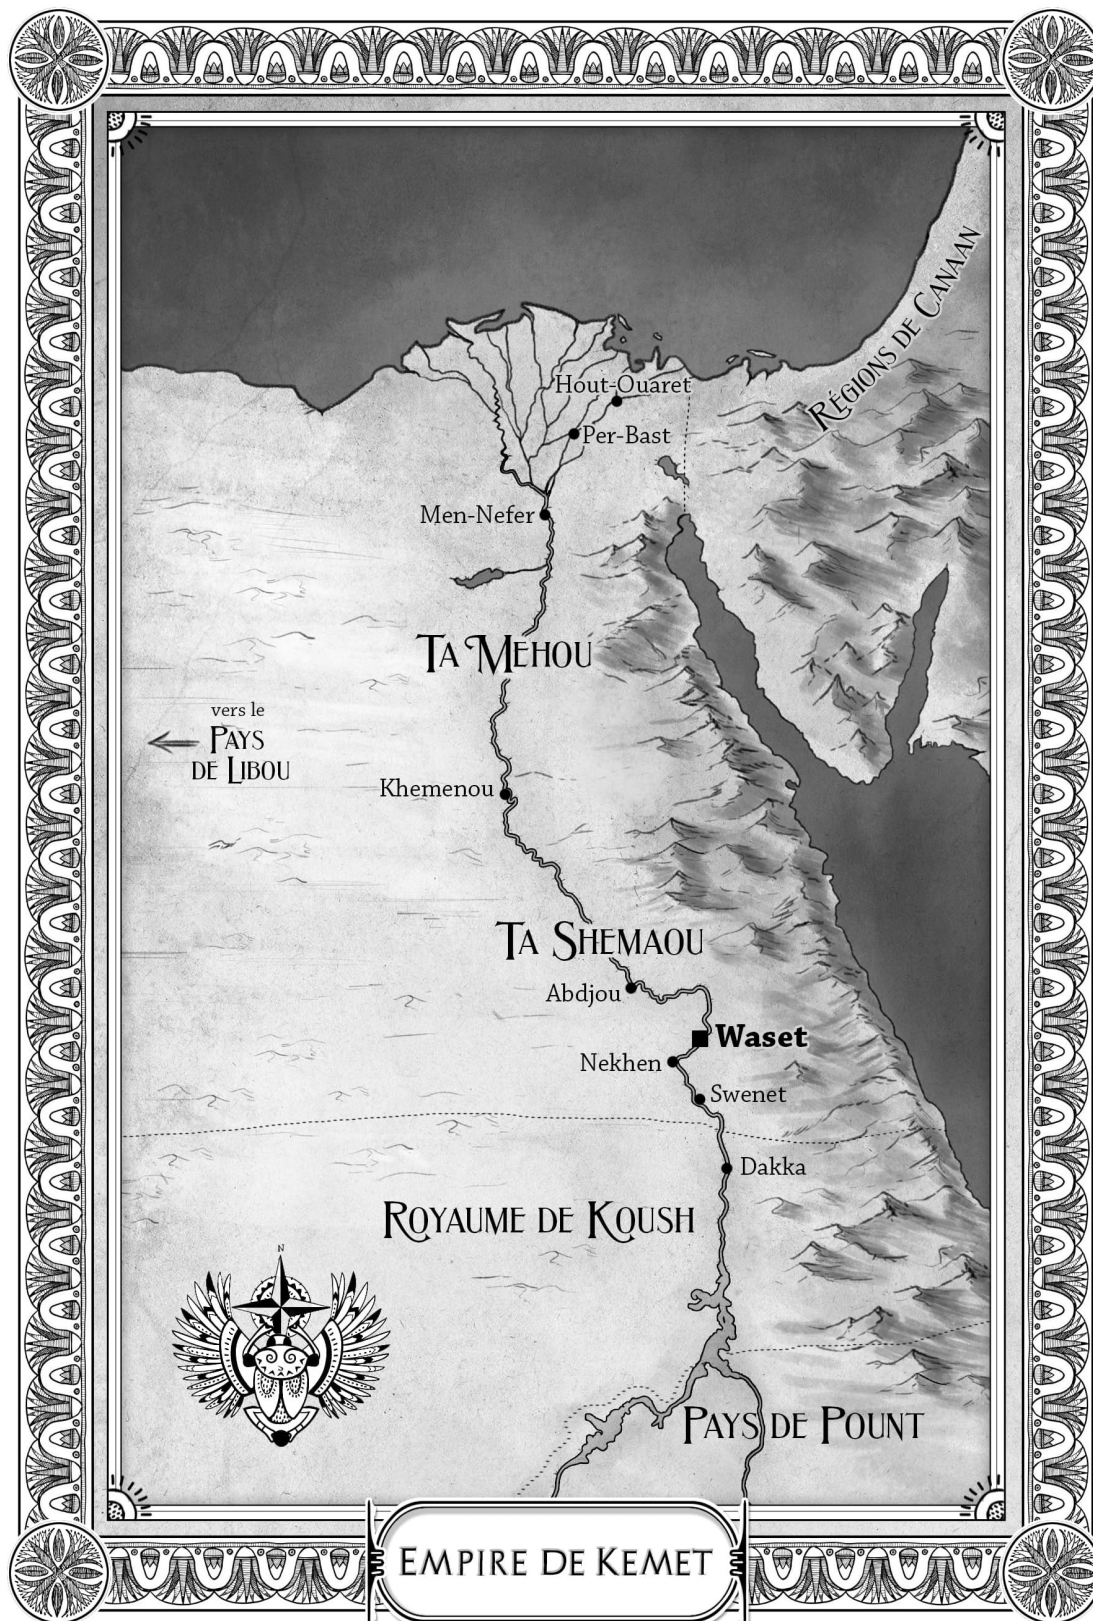 RÉGIONS DE CANAAN
Hout-Ouaret
Per-Bast
Men-Nefer
TA MEHOU
vers le
PAYS
DE LIBOU
Khemenou
TA SHEMAOU
Abdjou
Waset
Nekhen
Swenet
Dakka
ROYAUME DE KOUSH
N
PAYS DE POUNT
EMPIRE DE KEMET